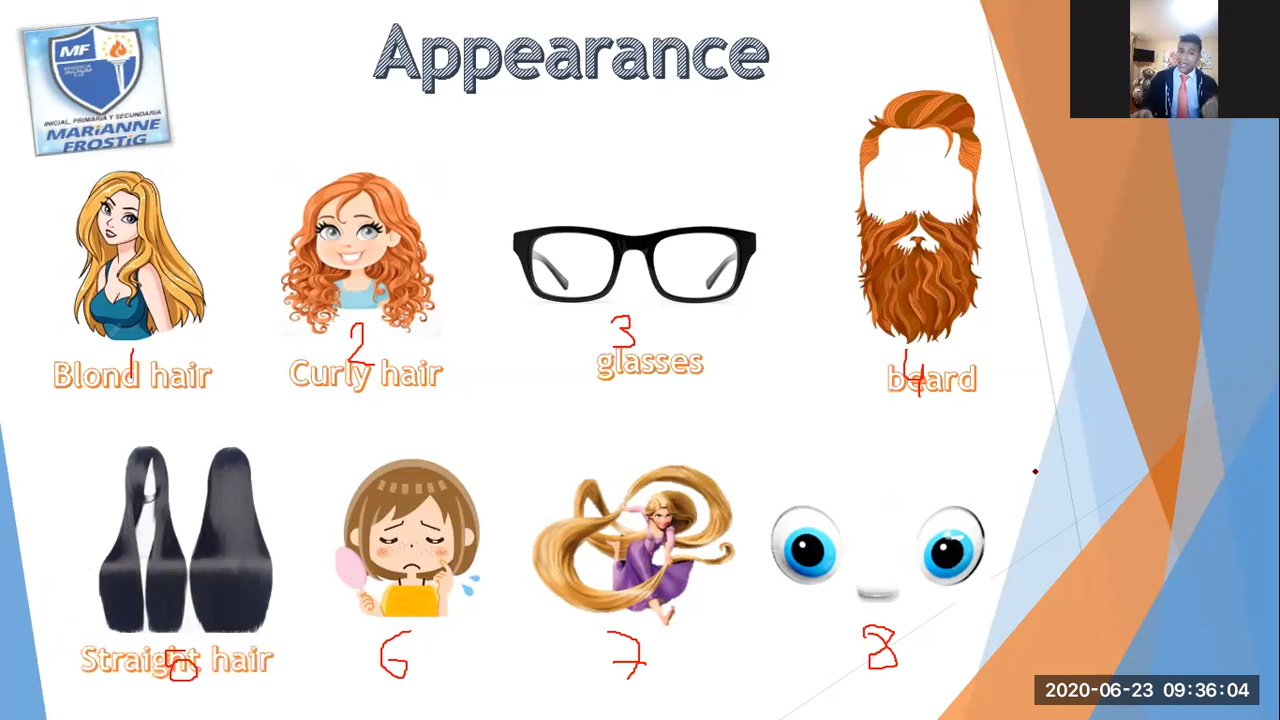 Appearance
MF
INICIAL, PRIMARIA Y SECUNDARIA
MARIANNE
FROSTIG
1
2
3
4
Blond hair
Curly hair
glasses
beard
5
6
7
8
Straight hair
2020-06-23 09:36:04